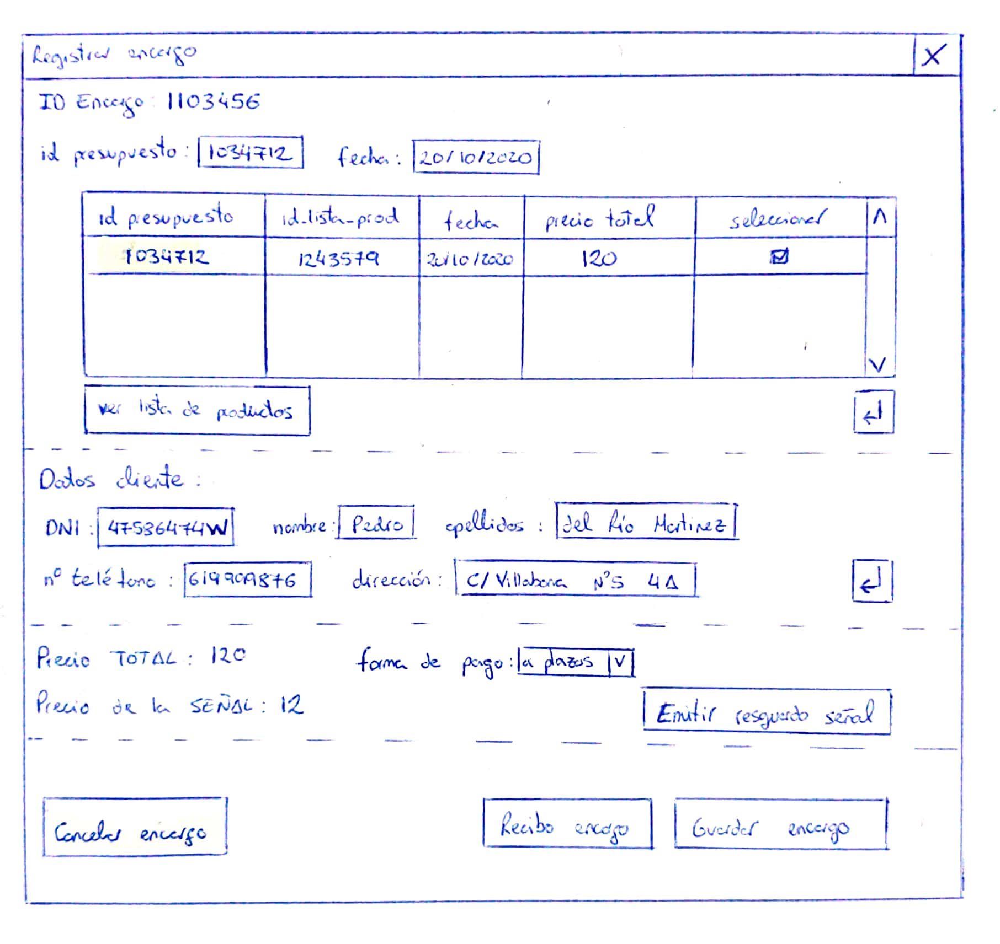 Registrar encargo X
ID Encargo: 1103456
id presupuesto: 1034712 fecha: 20/10/2020
id presupuesto id_lista_prod fecha precio total seleccionar
1034712 1243579 20/10/2020 120
ver lista de productos
Datos cliente:
DNI: 47536474W nombre: Pedro apellidos: del Río Martinez
nº teléfono: 619909876 dirección: C/ Villabona Nº5 4A
Precio TOTAL: 120 forma de pago: a plazos
Precio de la SEÑAL: 12 Emitir resguardo señal
Cancelar encargo Recibo encargo Guardar encargo